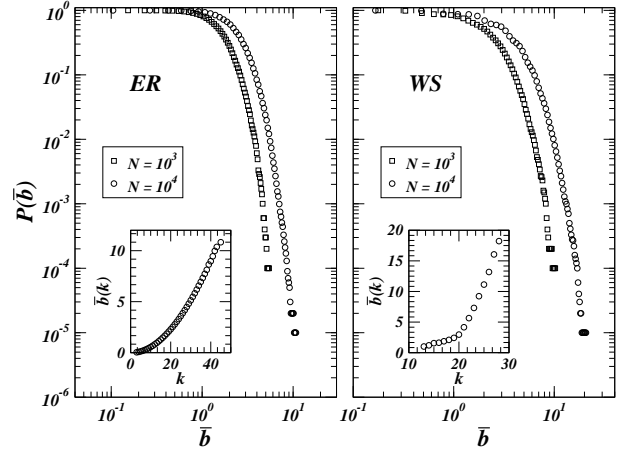 10^0
10^-1
10^-2
10^-3
10^-4
10^-5
10^-6
P(b̅)
ER
N = 10^3
N = 10^4
10
5
0
b̅(k)
0 20 40
k
10^-1 10^0 10^1
b̅
WS
N = 10^3
N = 10^4
20
15
10
5
0
b̅(k)
10 20 30
k
10^-1 10^0 10^1
b̅